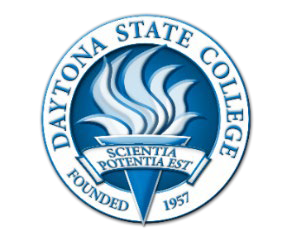 DAYTONA STATE COLLEGE
SCIENTIA
POTENTIA EST
FOUNDED 1957